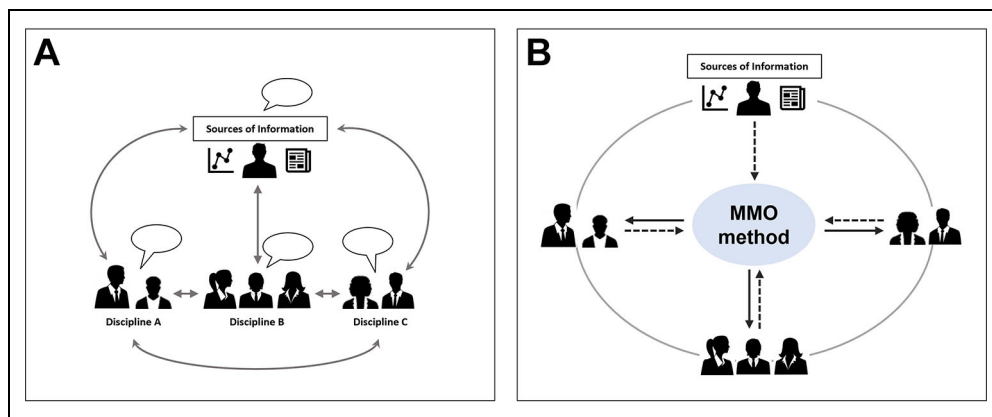 A
Sources of Information
Discipline A
Discipline B
Discipline C
B
Sources of Information
MMO
method